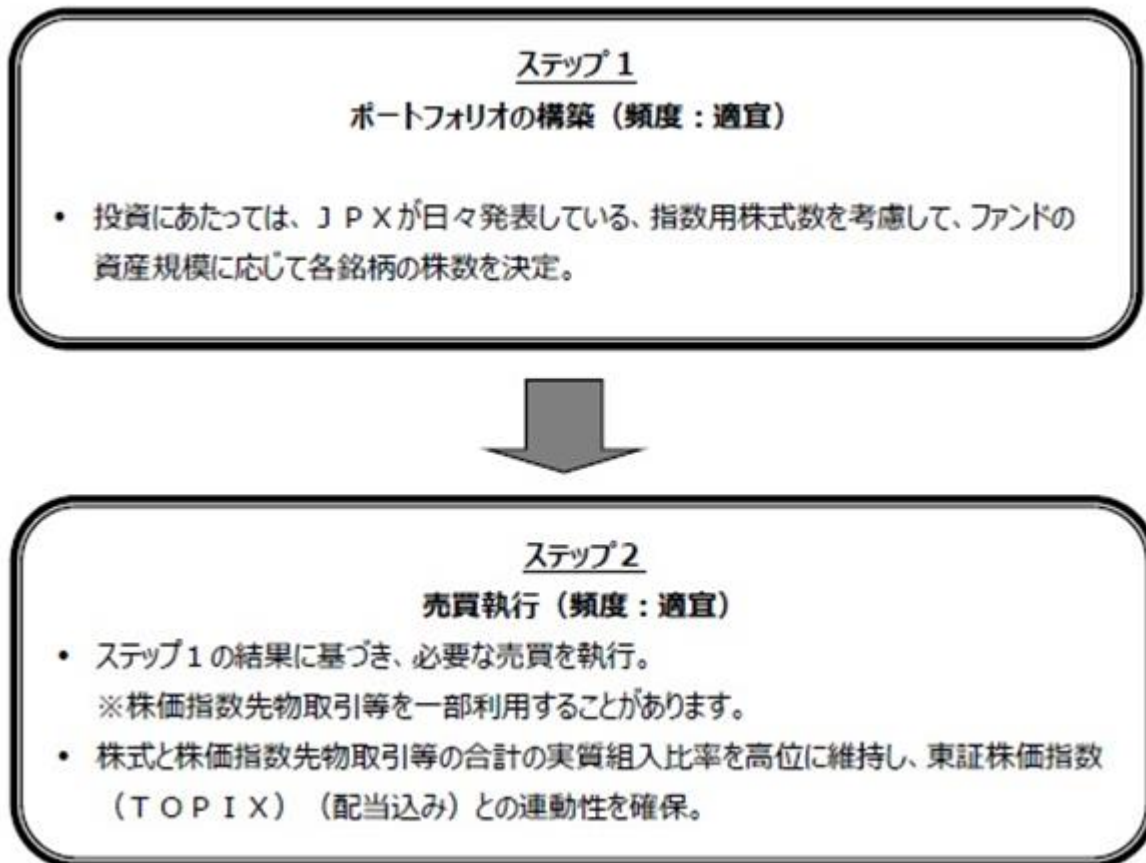 ステップ1
ポートフォリオの構築（頻度：適宜）
• 投資にあたっては、ＪＰＸが日々発表している、指数用株式数を考慮して、ファンドの
資産規模に応じて各銘柄の株数を決定。
ステップ2
売買執行（頻度：適宜）
• ステップ1の結果に基づき、必要な売買を執行。
※株価指数先物取引等を一部利用することがあります。
• 株式と株価指数先物取引等の合計の実質組入比率を高位に維持し、東証株価指数
（ＴＯＰＩＸ）（配当込み）との連動性を確保。